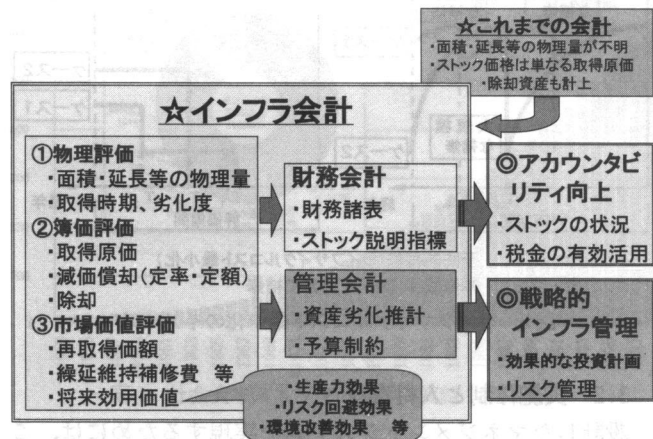 ☆これまでの会計
・面積・延長等の物理量が不明
・ストック価格は単なる取得原価
・除却資産も計上
☆インフラ会計
①物理評価
・面積・延長等の物理量
・取得時期、劣化度
②簿価評価
・取得原価
・減価償却(定率・定額)
・除却
③市場価値評価
・再取得価額
・繰延維持補修費 等
・将来効用価値
財務会計
・財務諸表
・ストック説明指標
管理会計
・資産劣化推計
・予算制約
・生産力効果
・リスク回避効果
・環境改善効果 等
◎アカウンタビ
リティ向上
・ストックの状況
・税金の有効活用
◎戦略的
インフラ管理
・効果的な投資計画
・リスク管理